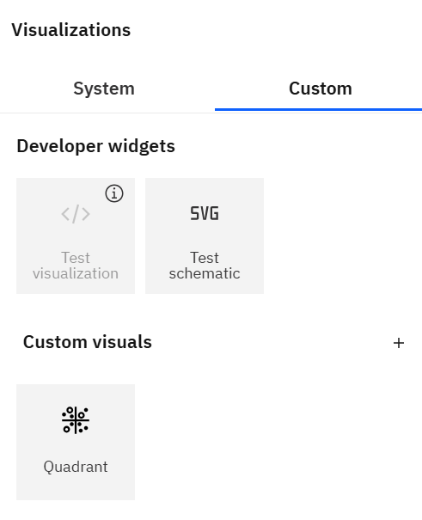 Visualizations
System Custom
Developer widgets
</>
SVG
Test
visualization
Test
schematic
Custom visuals +
Quadrant